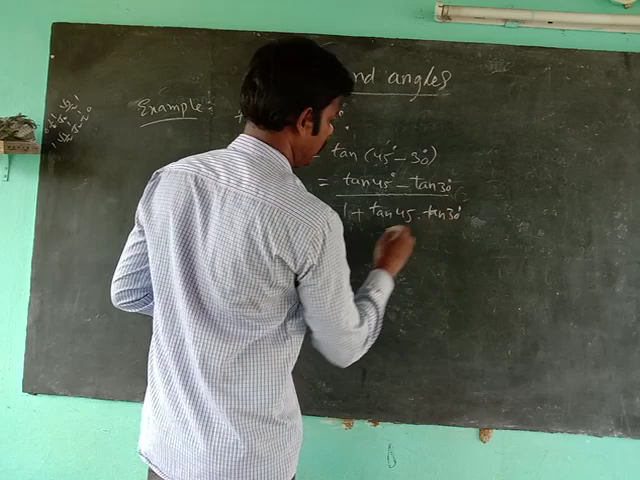 nd angles
Example:
tan (45° - 30°)
= tan45° - tan30°
1 + tan45 . tan30°